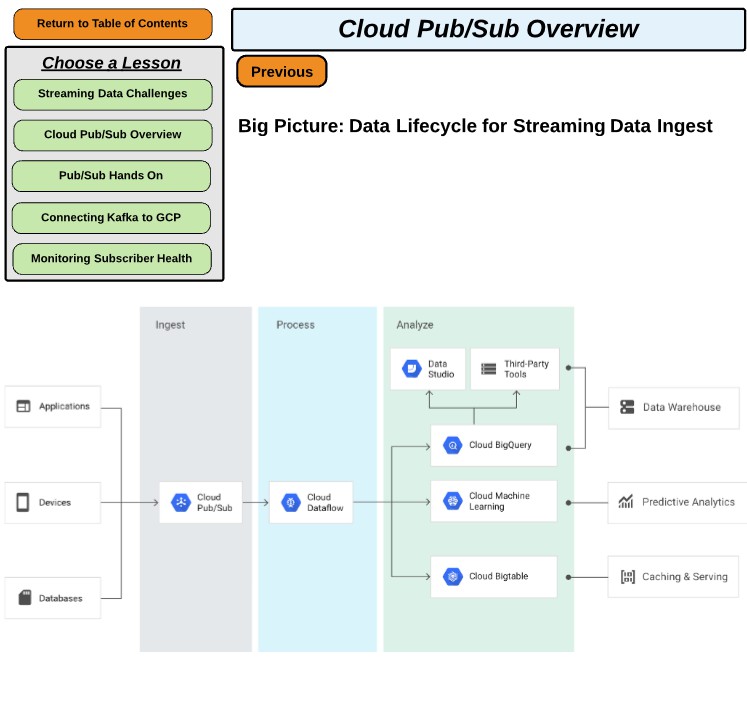 Return to Table of Contents
Cloud Pub/Sub Overview
Choose a Lesson
Previous
Streaming Data Challenges
Cloud Pub/Sub Overview
Pub/Sub Hands On
Connecting Kafka to GCP
Monitoring Subscriber Health
Big Picture: Data Lifecycle for Streaming Data Ingest
Ingest
Process
Analyze
Applications
Devices
Databases
Cloud
Pub/Sub
Cloud
Dataflow
Data
Studio
Third-Party
Tools
Cloud BigQuery
Cloud Machine
Learning
Cloud Bigtable
Data Warehouse
Predictive Analytics
Caching & Serving